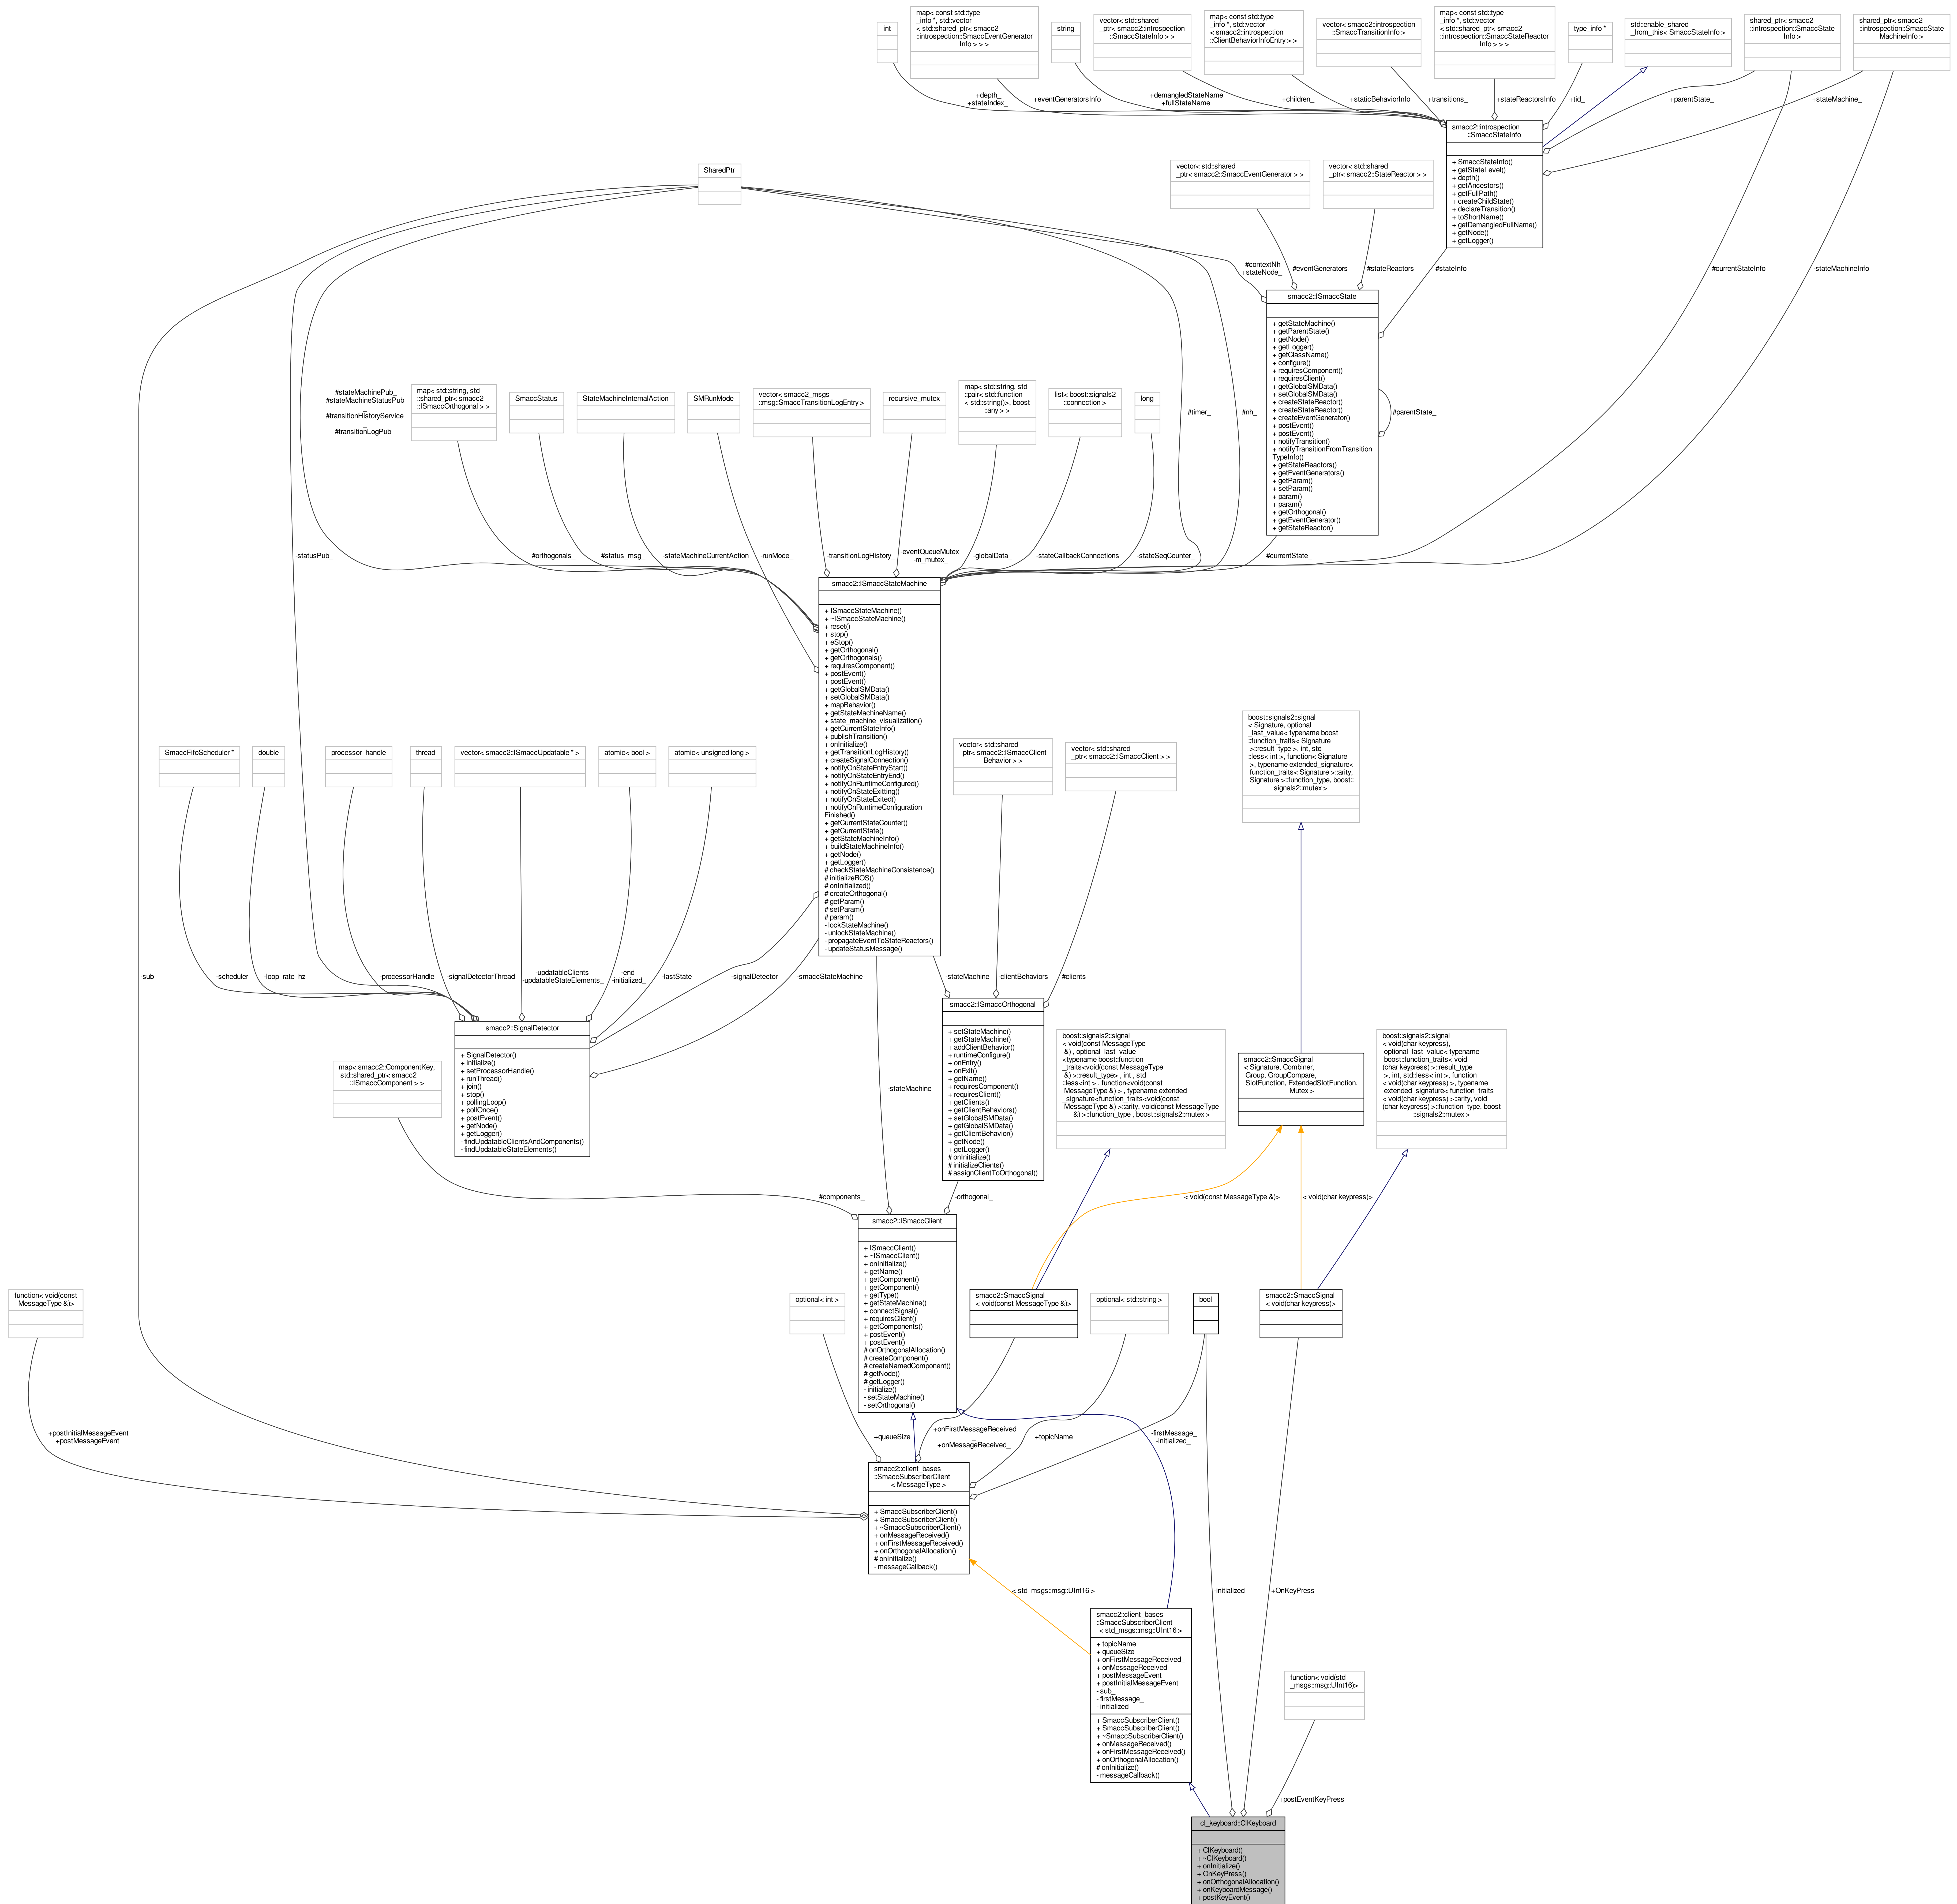 int
map< const std::type
_info *, std::vector
< std::shared_ptr< smacc2
::introspection::SmaccEventGenerator
Info > > >
string
vector< std::shared
_ptr< smacc2::introspection
::SmaccStateInfo > >
map< const std::type
_info *, std::vector
< smacc2::introspection
::ClientBehaviorInfoEntry > >
vector< smacc2::introspection
::SmaccTransitionInfo >
map< const std::type
_info *, std::vector
< std::shared_ptr< smacc2
::introspection::SmaccStateReactor
Info > > >
type_info *
std::enable_shared
_from_this< SmaccStateInfo >
shared_ptr< smacc2
::introspection::SmaccState
Info >
shared_ptr< smacc2
::introspection::SmaccState
MachineInfo >
+depth_
+stateIndex_
+eventGeneratorsInfo
+demangledStateName
+fullStateName
+children_
+staticBehaviorInfo
+transitions_
+stateReactorsInfo
+tid_
+parentState_
+stateMachine_
smacc2::introspection
::SmaccStateInfo
+ SmaccStateInfo()
+ getStateLevel()
+ depth()
+ getAncestors()
+ getFullPath()
+ createChildState()
+ declareTransition()
+ toShortName()
+ getDemangledFullName()
+ getNode()
+ getLogger()
SharedPtr
vector< std::shared
_ptr< smacc2::SmaccEventGenerator > >
vector< std::shared
_ptr< smacc2::StateReactor > >
#contextNh
+stateNode_
#eventGenerators_
#stateReactors_
#stateInfo_
#currentStateInfo_
-stateMachineInfo_
smacc2::ISmaccState
+ getStateMachine()
+ getParentState()
+ getNode()
+ getLogger()
+ getClassName()
+ configure()
+ requiresComponent()
+ requiresClient()
+ getGlobalSMData()
+ setGlobalSMData()
+ createStateReactor()
+ createStateReactor()
+ createEventGenerator()
+ postEvent()
+ postEvent()
+ notifyTransition()
+ notifyTransitionFromTransition
TypeInfo()
+ getStateReactors()
+ getEventGenerators()
+ getParam()
+ setParam()
+ param()
+ param()
+ getOrthogonal()
+ getEventGenerator()
+ getStateReactor()
#parentState_
#stateMachinePub_
#stateMachineStatusPub
_
#transitionHistoryService
_
#transitionLogPub_
map< std::string, std
::shared_ptr< smacc2
::ISmaccOrthogonal > >
SmaccStatus
StateMachineInternalAction
SMRunMode
vector< smacc2_msgs
::msg::SmaccTransitionLogEntry >
recursive_mutex
map< std::string, std
::pair< std::function
< std::string()>, boost
::any > >
list< boost::signals2
::connection >
long
#timer_
#nh_
-statusPub_
#orthogonals_
#status_msg_
-stateMachineCurrentAction
-runMode_
-transitionLogHistory_
-eventQueueMutex_
-m_mutex_
-globalData_
-stateCallbackConnections
-stateSeqCounter_
#currentState_
smacc2::ISmaccStateMachine
+ ISmaccStateMachine()
+ ~ISmaccStateMachine()
+ reset()
+ stop()
+ eStop()
+ getOrthogonal()
+ getOrthogonals()
+ requiresComponent()
+ postEvent()
+ postEvent()
+ getGlobalSMData()
+ setGlobalSMData()
+ mapBehavior()
+ getStateMachineName()
+ state_machine_visualization()
+ getCurrentStateInfo()
+ publishTransition()
+ onInitialize()
+ getTransitionLogHistory()
+ createSignalConnection()
+ notifyOnStateEntryStart()
+ notifyOnStateEntryEnd()
+ notifyOnRuntimeConfigured()
+ notifyOnStateExitting()
+ notifyOnStateExited()
+ notifyOnRuntimeConfiguration
Finished()
+ getCurrentStateCounter()
+ getCurrentState()
+ getStateMachineInfo()
+ buildStateMachineInfo()
+ getNode()
+ getLogger()
# checkStateMachineConsistence()
# initializeROS()
# onInitialized()
# createOrthogonal()
# getParam()
# setParam()
# param()
- lockStateMachine()
- unlockStateMachine()
- propagateEventToStateReactors()
- updateStatusMessage()
SmaccFifoScheduler *
double
processor_handle
thread
vector< smacc2::ISmaccUpdatable * >
atomic< bool >
atomic< unsigned long >
vector< std::shared
_ptr< smacc2::ISmaccClient
Behavior > >
vector< std::shared
_ptr< smacc2::ISmaccClient > >
boost::signals2::signal
< Signature, optional
_last_value< typename boost
::function_traits< Signature
>::result_type >, int, std
::less< int >, function< Signature
>, typename extended_signature<
function_traits< Signature >::arity,
Signature >::function_type, boost::
signals2::mutex >
-sub_
-scheduler_
-loop_rate_hz
-processorHandle_
-signalDetectorThread_
-updatableClients_
-updatableStateElements_
-end_
-initialized_
-lastState_
-signalDetector_
-smaccStateMachine_
-stateMachine_
-clientBehaviors_
#clients_
smacc2::SignalDetector
+ SignalDetector()
+ initialize()
+ setProcessorHandle()
+ runThread()
+ stop()
+ join()
+ pollingLoop()
+ pollOnce()
+ postEvent()
+ getNode()
+ getLogger()
- findUpdatableClientsAndComponents()
- findUpdatableStateElements()
smacc2::ISmaccOrthogonal
+ setStateMachine()
+ getStateMachine()
+ addClientBehavior()
+ runtimeConfigure()
+ onEntry()
+ onExit()
+ getName()
+ requiresComponent()
+ requiresClient()
+ getClients()
+ getClientBehaviors()
+ setGlobalSMData()
+ getGlobalSMData()
+ getClientBehavior()
+ getNode()
+ getLogger()
# onInitialize()
# initializeClients()
# assignClientToOrthogonal()
map< smacc2::ComponentKey,
std::shared_ptr< smacc2
::ISmaccComponent > >
boost::signals2::signal
< void(const MessageType
&) , optional_last_value
<typename boost::function
_traits<void(const MessageType
&) >::result_type> , int , std
::less<int > , function<void(const
MessageType &) > , typename extended
_signature<function_traits<void(const
MessageType &) >::arity, void(const MessageType
&) >::function_type , boost::signals2::mutex >
smacc2::SmaccSignal
< Signature, Combiner,
Group, GroupCompare,
SlotFunction, ExtendedSlotFunction,
Mutex >
boost::signals2::signal
< void(char keypress),
optional_last_value< typename
boost::function_traits< void
(char keypress) >::result_type
>, int, std::less< int >, function
< void(char keypress) >, typename
extended_signature< function_traits
< void(char keypress) >::arity, void
(char keypress) >::function_type, boost
::signals2::mutex >
-stateMachine_
#components_
-orthogonal_
< void(const MessageType &)>
< void(char keypress)>
smacc2::ISmaccClient
+ ISmaccClient()
+ ~ISmaccClient()
+ onInitialize()
+ getName()
+ getComponent()
+ getComponent()
+ getType()
+ getStateMachine()
+ connectSignal()
+ requiresClient()
+ getComponents()
+ postEvent()
+ postEvent()
# onOrthogonalAllocation()
# createComponent()
# createNamedComponent()
# getNode()
# getLogger()
- initialize()
- setStateMachine()
- setOrthogonal()
function< void(const
MessageType &)>
optional< int >
smacc2::SmaccSignal
< void(const MessageType &)>
optional< std::string >
bool
smacc2::SmaccSignal
< void(char keypress)>
+postInitialMessageEvent
+postMessageEvent
+queueSize
+onFirstMessageReceived
_
+onMessageReceived_
+topicName
-firstMessage_
-initialized_
smacc2::client_bases
::SmaccSubscriberClient
< MessageType >
+ SmaccSubscriberClient()
+ SmaccSubscriberClient()
+ ~SmaccSubscriberClient()
+ onMessageReceived()
+ onFirstMessageReceived()
+ onOrthogonalAllocation()
# onInitialize()
- messageCallback()
< std_msgs::msg::UInt16 >
-initialized_
+OnKeyPress_
smacc2::client_bases
::SmaccSubscriberClient
< std_msgs::msg::UInt16 >
+ topicName
+ queueSize
+ onFirstMessageReceived_
+ onMessageReceived_
+ postMessageEvent
+ postInitialMessageEvent
- sub_
- firstMessage_
- initialized_
+ SmaccSubscriberClient()
+ SmaccSubscriberClient()
+ ~SmaccSubscriberClient()
+ onMessageReceived()
+ onFirstMessageReceived()
+ onOrthogonalAllocation()
# onInitialize()
- messageCallback()
function< void(std
_msgs::msg::UInt16)>
+postEventKeyPress
cl_keyboard::ClKeyboard
+ ClKeyboard()
+ ~ClKeyboard()
+ onInitialize()
+ OnKeyPress()
+ onOrthogonalAllocation()
+ onKeyboardMessage()
+ postKeyEvent()